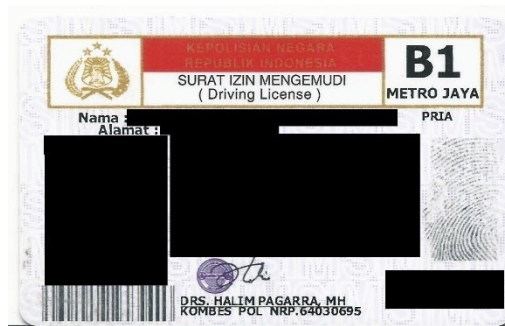 KEPOLISIAN NEGARA
REPUBLIK INDONESIA
SURAT IZIN MENGEMUDI
( Driving License )
B1
METRO JAYA
Nama :
PRIA
Alamat :
DRS. HALIM PAGARRA, MH
KOMBES POL NRP.64030695